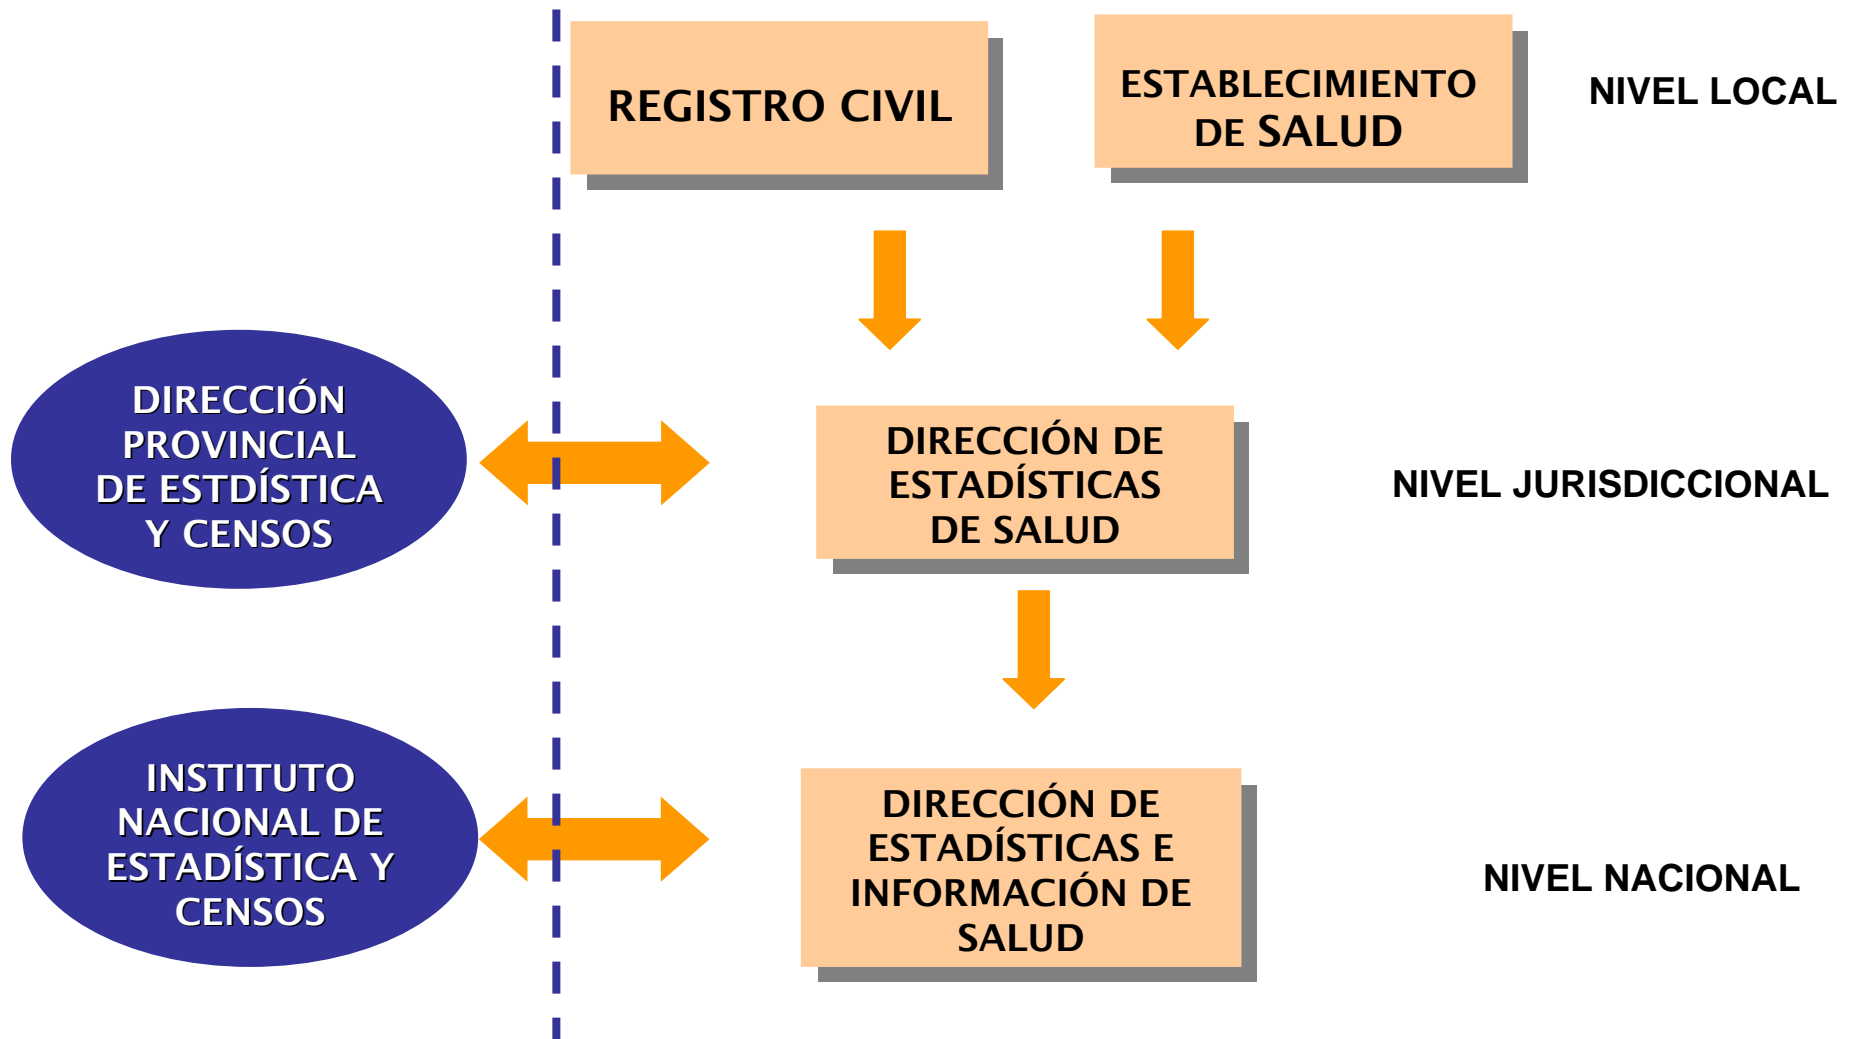 REGISTRO CIVIL
ESTABLECIMIENTO
DE SALUD
NIVEL LOCAL
DIRECCIÓN
PROVINCIAL
DE ESTDÍSTICA
Y CENSOS
DIRECCIÓN DE
ESTADÍSTICAS
DE SALUD
NIVEL JURISDICCIONAL
INSTITUTO
NACIONAL DE
ESTADÍSTICA Y
CENSOS
DIRECCIÓN DE
ESTADÍSTICAS E
INFORMACIÓN DE
SALUD
NIVEL NACIONAL